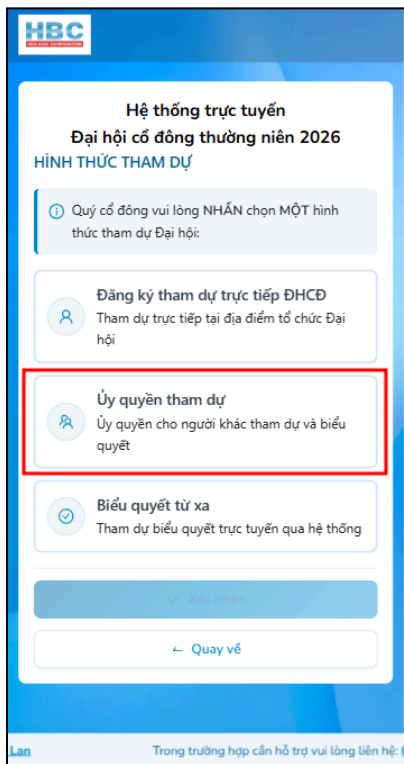 HBC
Hệ thống trực tuyến
Đại hội cổ đông thường niên 2026
HÌNH THỨC THAM DỰ
Quý cổ đông vui lòng NHẤN chọn MỘT hình
thức tham dự Đại hội:
Đăng ký tham dự trực tiếp ĐHCĐ
Tham dự trực tiếp tại địa điểm tổ chức Đại
hội
Ủy quyền tham dự
Ủy quyền cho người khác tham dự và biểu
quyết
Biểu quyết từ xa
Tham dự biểu quyết trực tuyến qua hệ thống
Xác nhận
Quay về
Lan
Trong trường hợp cần hỗ trợ vui lòng liên hệ: